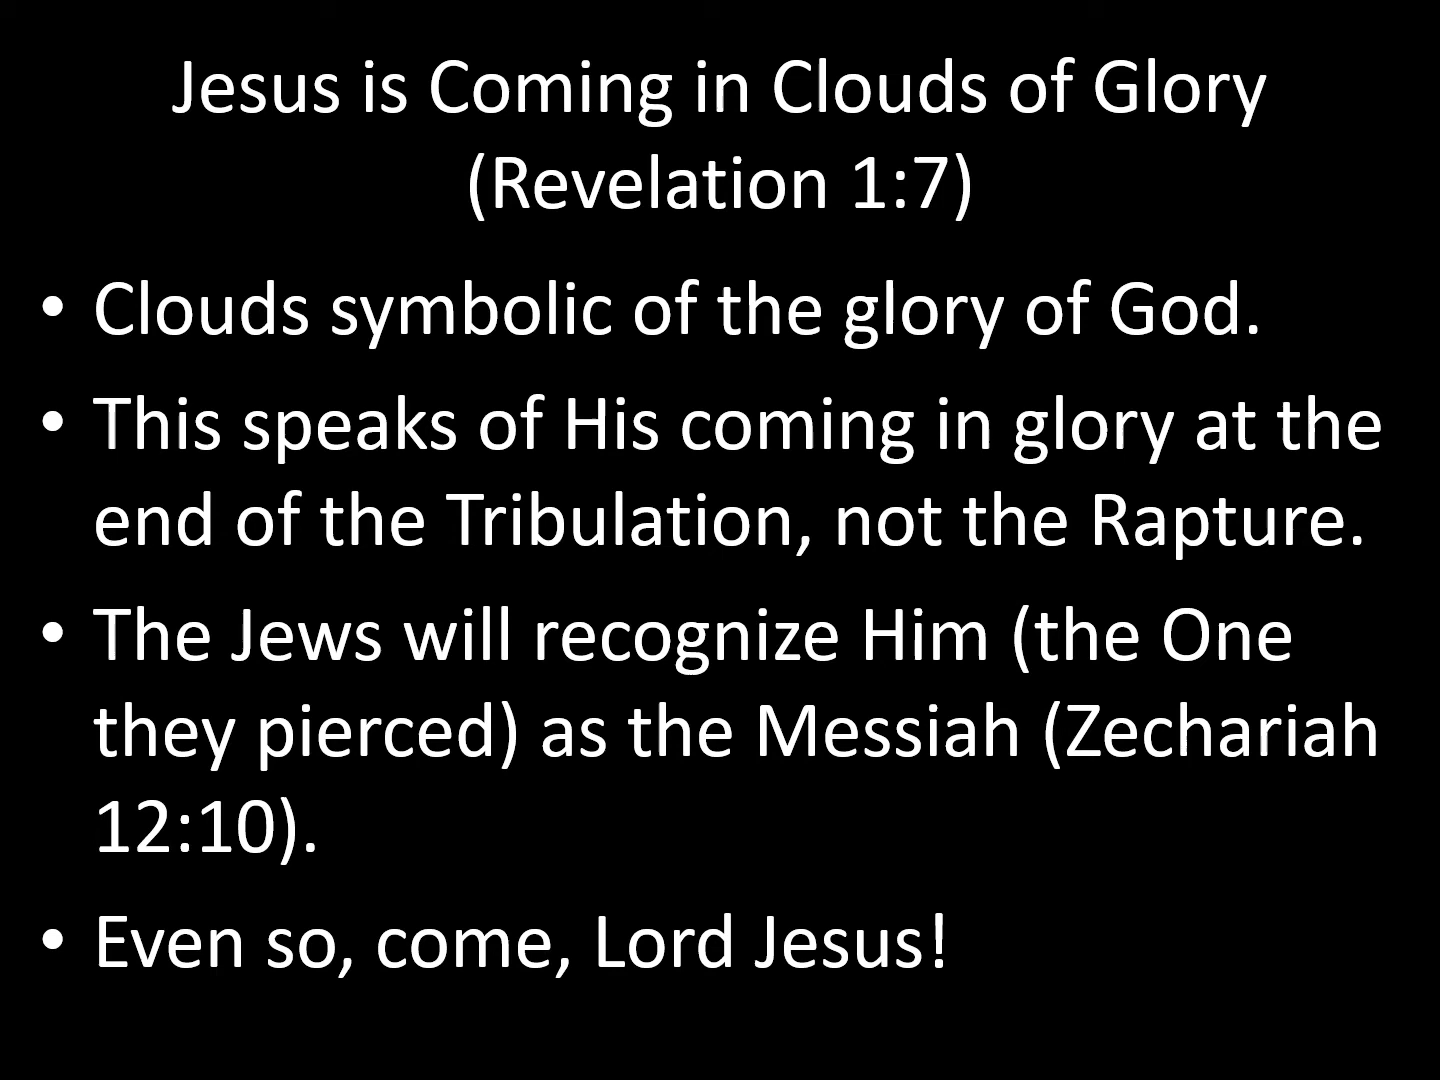 Jesus is Coming in Clouds of Glory
(Revelation 1:7)
• Clouds symbolic of the glory of God.
• This speaks of His coming in glory at the
end of the Tribulation, not the Rapture.
• The Jews will recognize Him (the One
they pierced) as the Messiah (Zechariah
12:10).
• Even so, come, Lord Jesus!